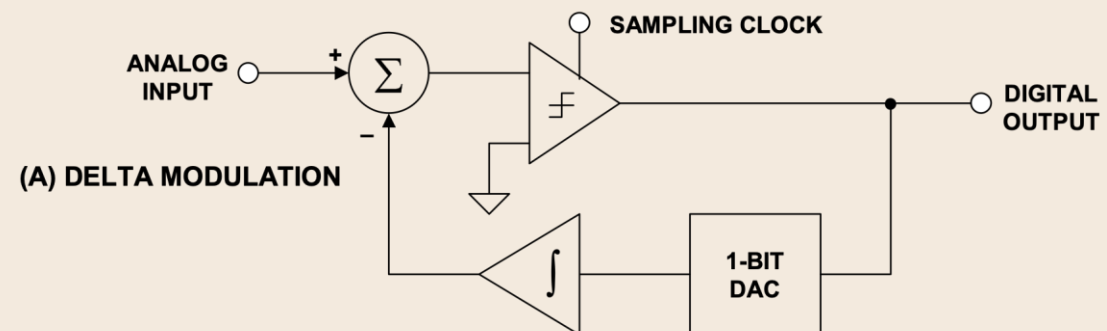 SAMPLING CLOCK
ANALOG
INPUT
+
Σ
DIGITAL
OUTPUT
−
(A) DELTA MODULATION
∫
1-BIT
DAC